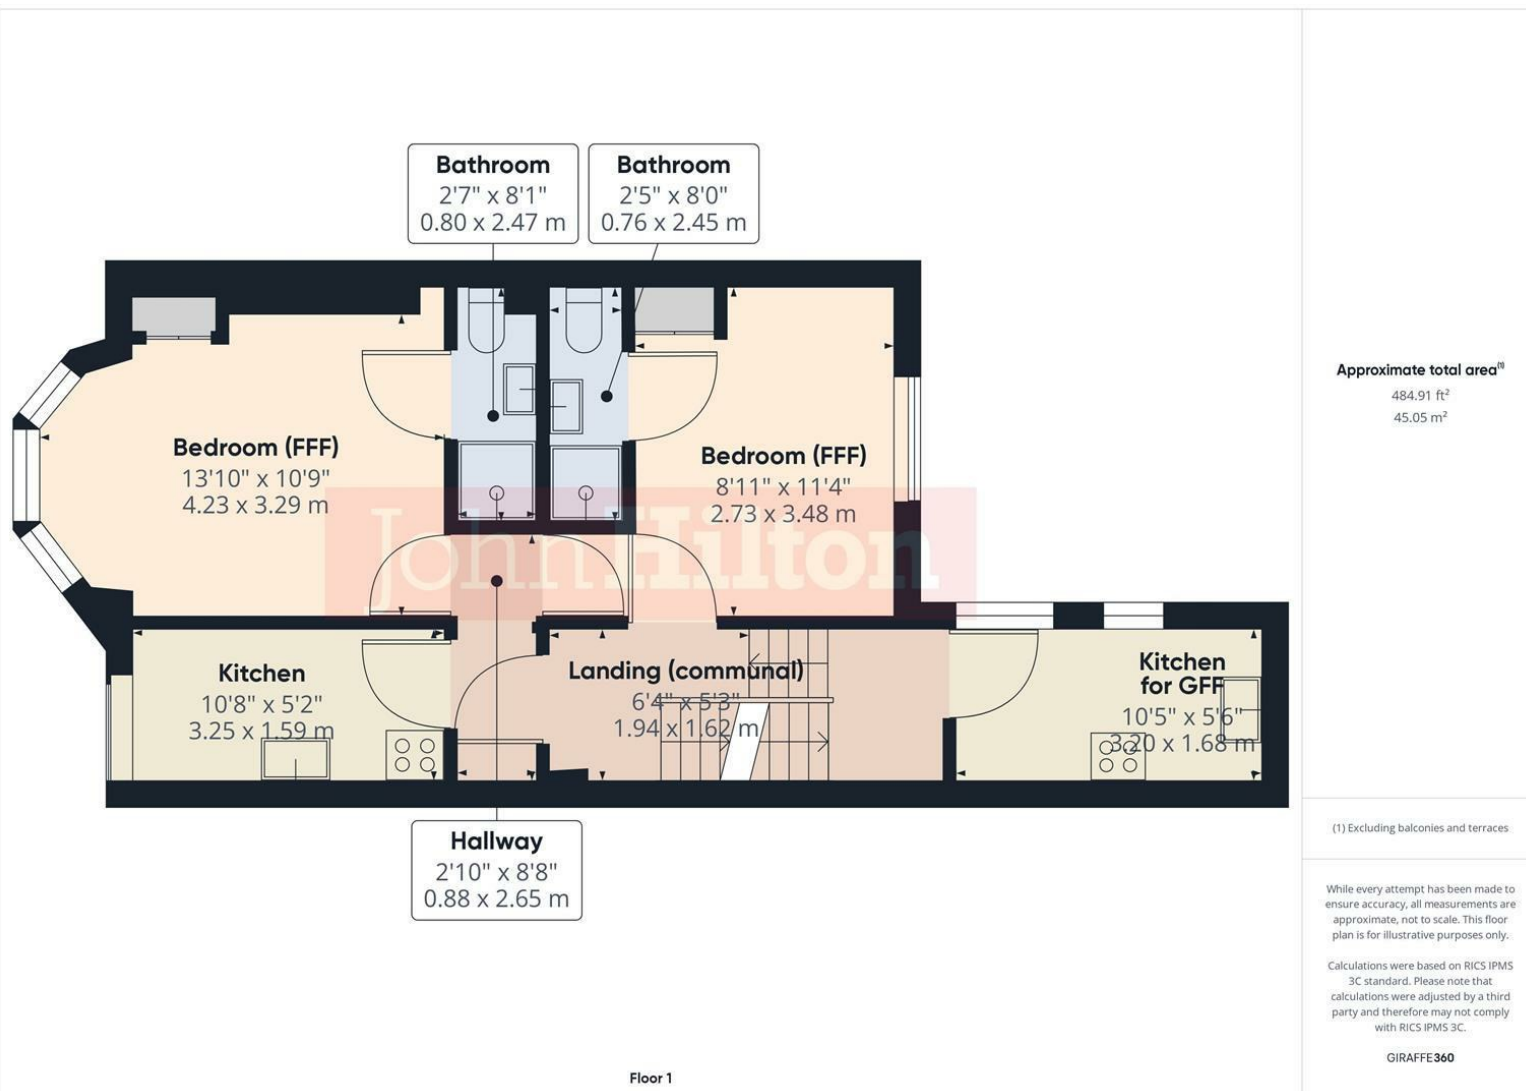 Bathroom
2'7" x 8'1"
0.80 x 2.47 m
Bathroom
2'5" x 8'0"
0.76 x 2.45 m
Bedroom (FFF)
13'10" x 10'9"
4.23 x 3.29 m
Bedroom (FFF)
8'11" x 11'4"
2.73 x 3.48 m
JohnHilton
Kitchen
10'8" x 5'2"
3.25 x 1.59 m
Landing (communal)
6'4" x 5'3"
1.94 x 1.62 m
Kitchen
for GFF
10'5" x 5'6"
3.20 x 1.68 m
Hallway
2'10" x 8'8"
0.88 x 2.65 m
Floor 1
Approximate total area(1)
484.91 ft²
45.05 m²
(1) Excluding balconies and terraces
While every attempt has been made to
ensure accuracy, all measurements are
approximate, not to scale. This floor
plan is for illustrative purposes only.
Calculations were based on RICS IPMS
3C standard. Please note that
calculations were adjusted by a third
party and therefore may not comply
with RICS IPMS 3C.
GIRAFFE360